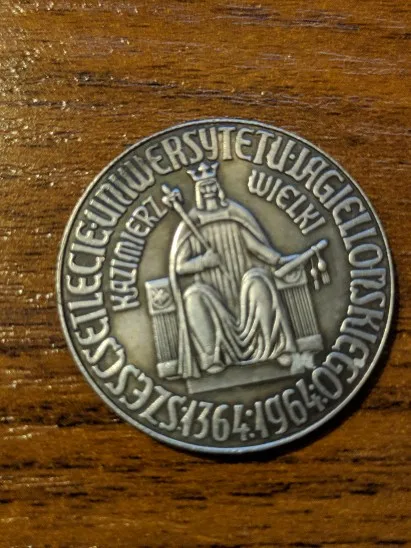 SZEŚĆSETLECIE·UNIWERSYTETU·JAGIELLOŃSKIEGO
KAZIMIERZ WIELKI
1364·1964